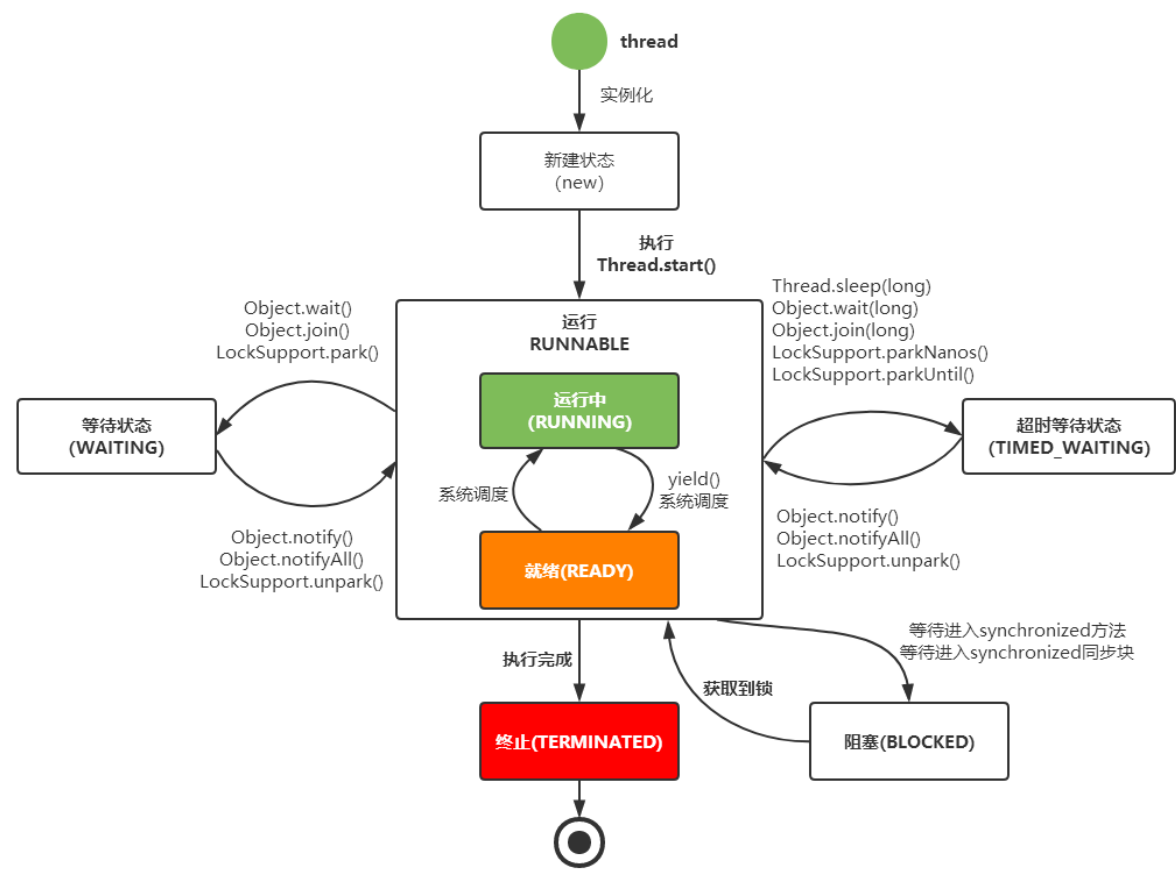 thread
实例化
新建状态
(new)
执行
Thread.start()
Object.wait()
Object.join()
LockSupport.park()
Thread.sleep(long)
Object.wait(long)
Object.join(long)
LockSupport.parkNanos()
LockSupport.parkUntil()
运行
RUNNABLE
运行中
(RUNNING)
等待状态
(WAITING)
超时等待状态
(TIMED_WAITING)
系统调度
yield()
系统调度
就绪(READY)
Object.notify()
Object.notifyAll()
LockSupport.unpark()
Object.notify()
Object.notifyAll()
LockSupport.unpark()
执行完成
等待进入synchronized方法
等待进入synchronized同步块
获取到锁
终止(TERMINATED)
阻塞(BLOCKED)